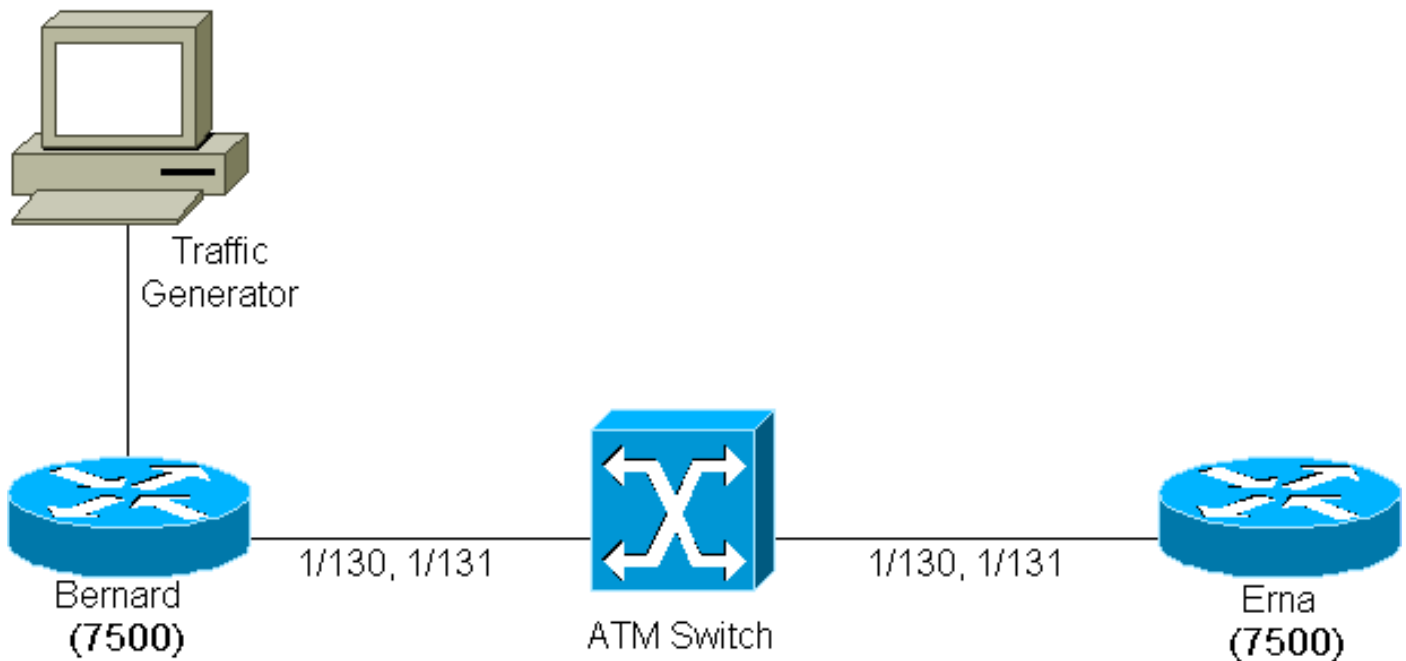 Traffic
Generator
1/130, 1/131
1/130, 1/131
Bernard
(7500)
ATM Switch
Erna
(7500)